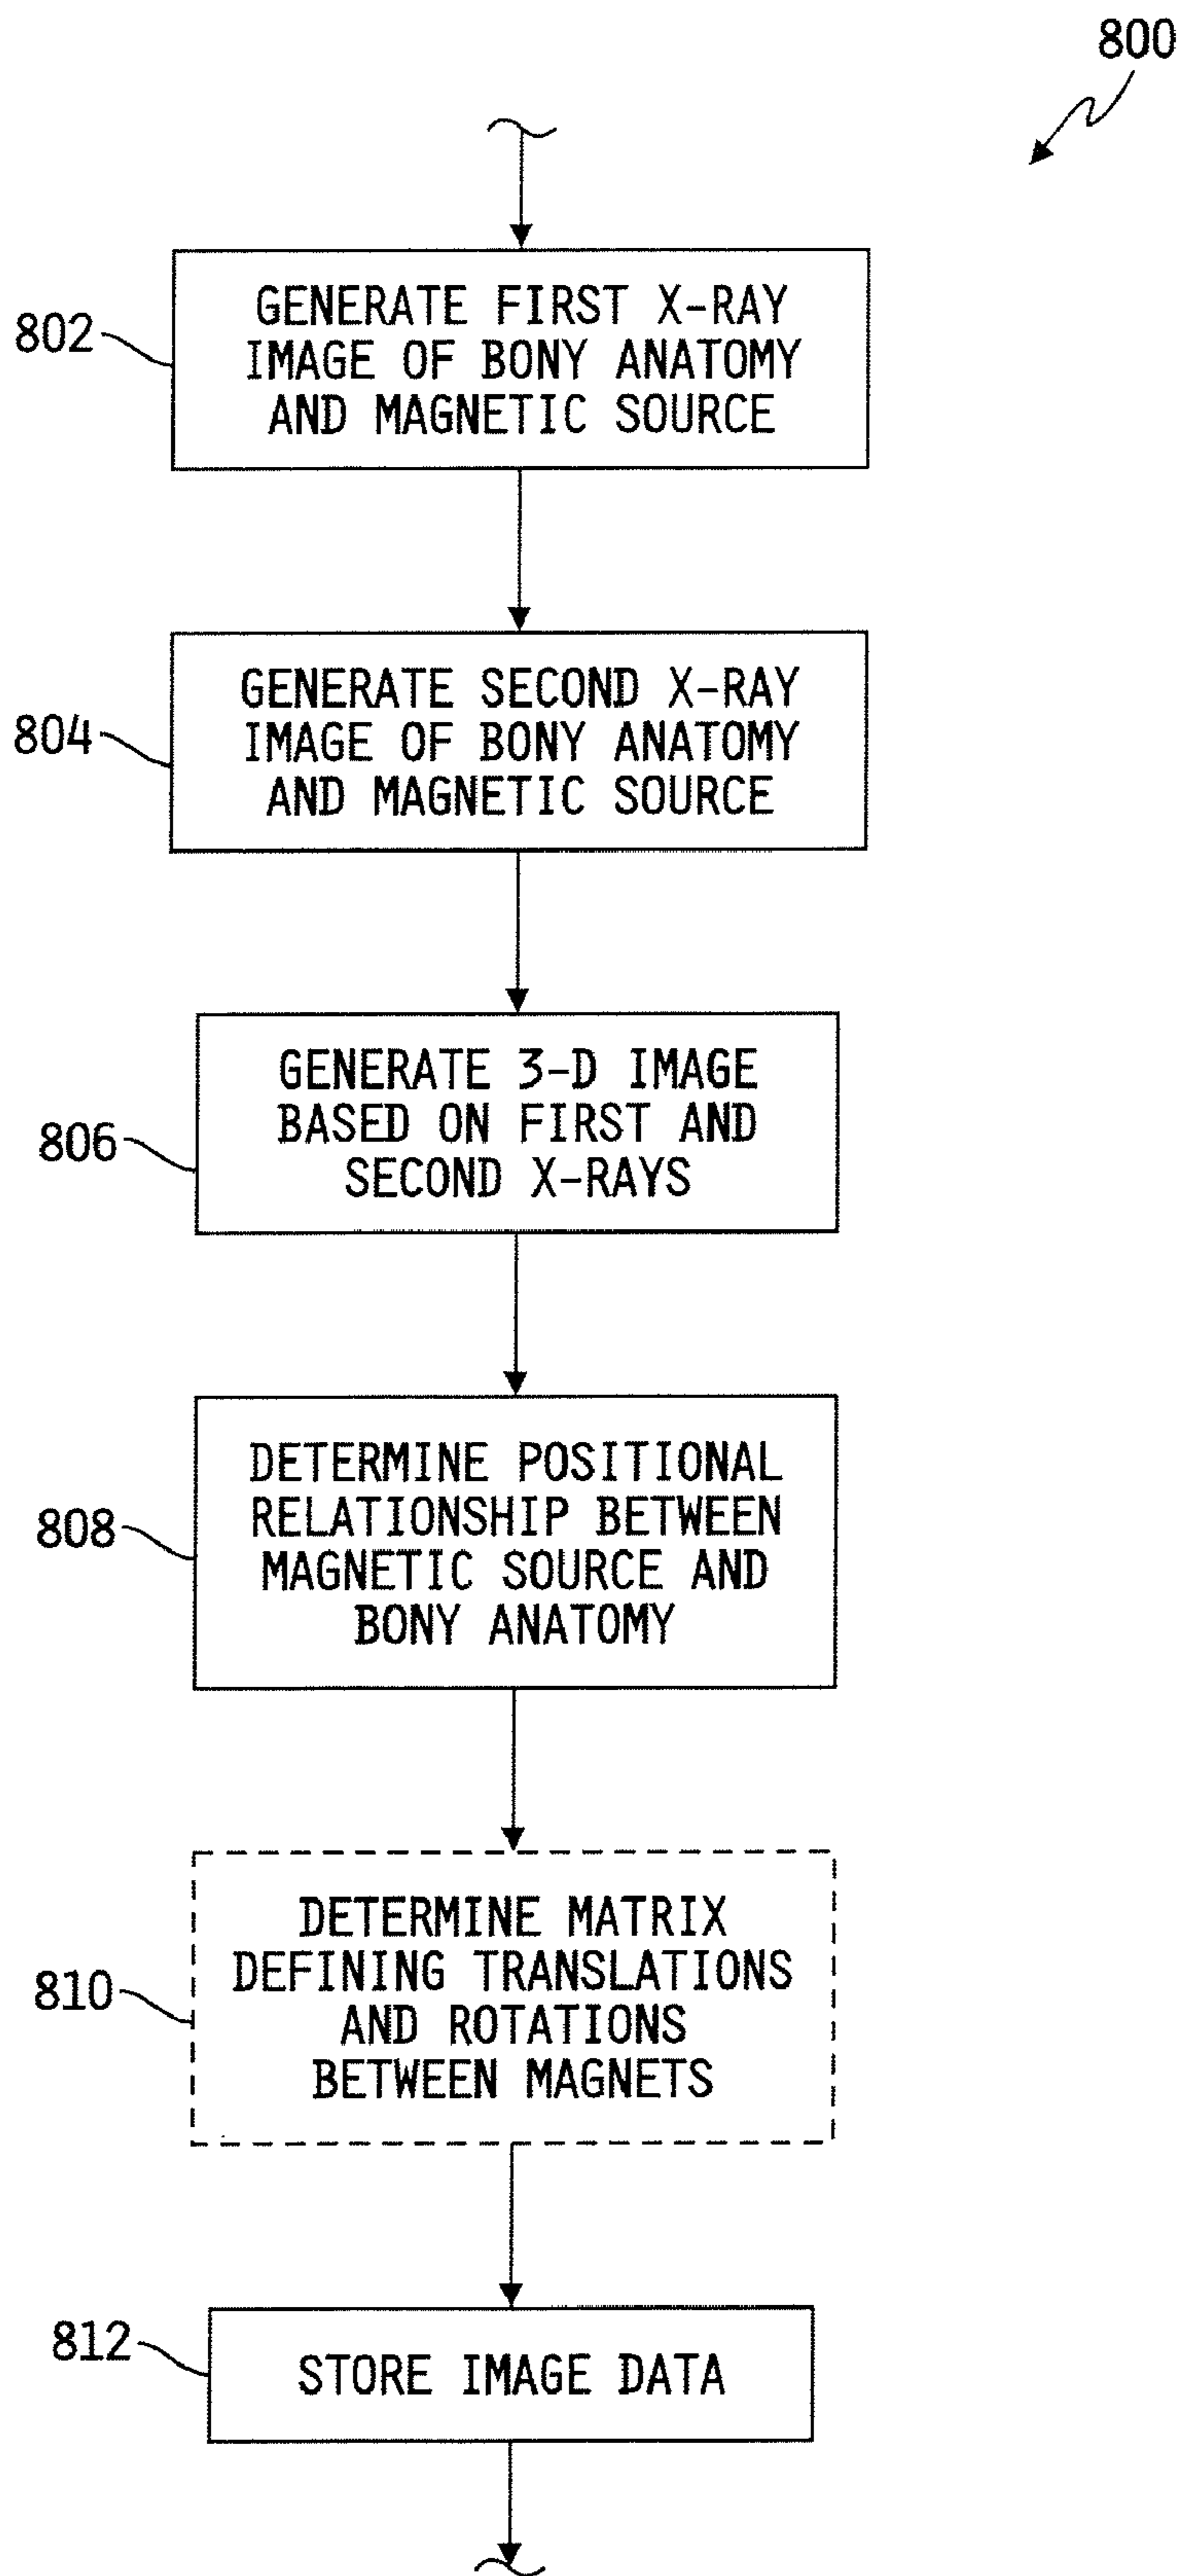 800
802
GENERATE FIRST X-RAY
IMAGE OF BONY ANATOMY
AND MAGNETIC SOURCE
804
GENERATE SECOND X-RAY
IMAGE OF BONY ANATOMY
AND MAGNETIC SOURCE
806
GENERATE 3-D IMAGE
BASED ON FIRST AND
SECOND X-RAYS
808
DETERMINE POSITIONAL
RELATIONSHIP BETWEEN
MAGNETIC SOURCE AND
BONY ANATOMY
810
DETERMINE MATRIX
DEFINING TRANSLATIONS
AND ROTATIONS
BETWEEN MAGNETS
812
STORE IMAGE DATA